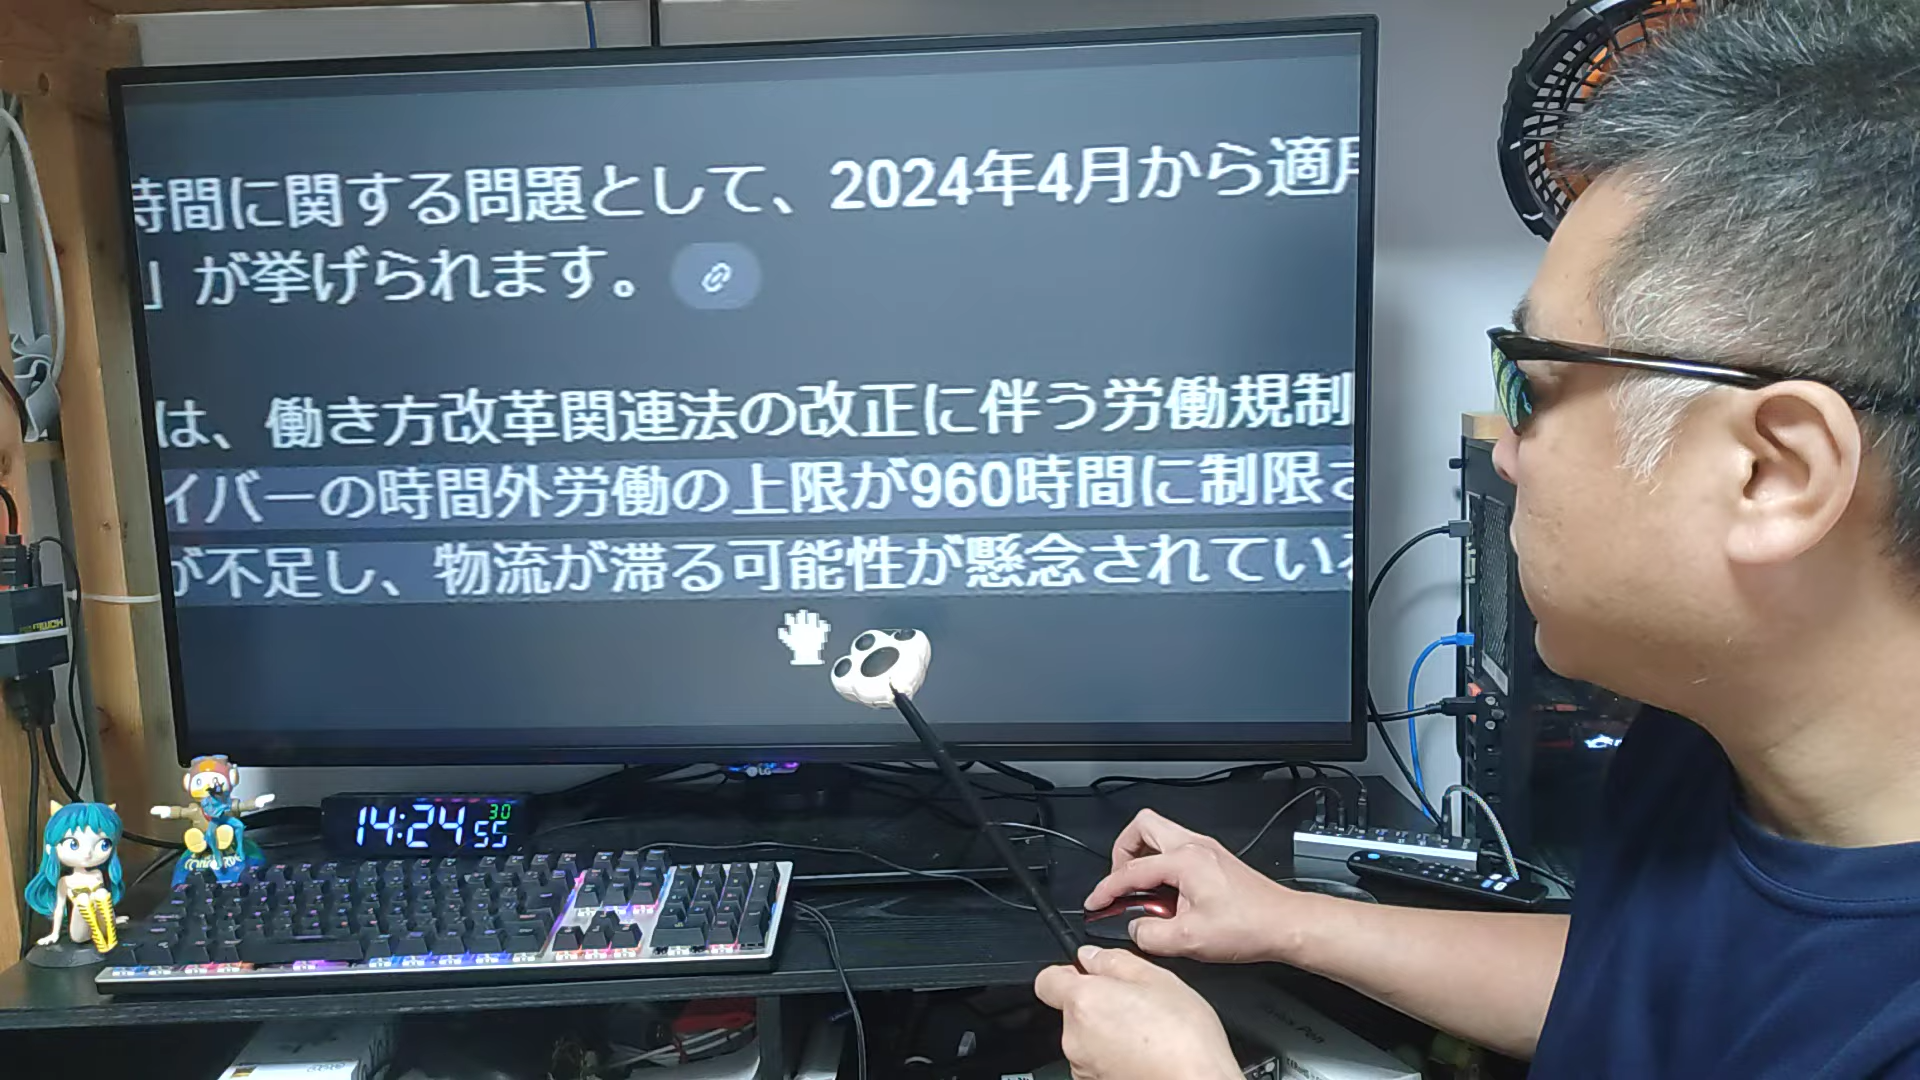 時間に関する問題として、2024年4月から適用
」が挙げられます。
は、働き方改革関連法の改正に伴う労働規制
イバーの時間外労働の上限が960時間に制限さ
が不足し、物流が滞る可能性が懸念されている
LG
14:24 55 30